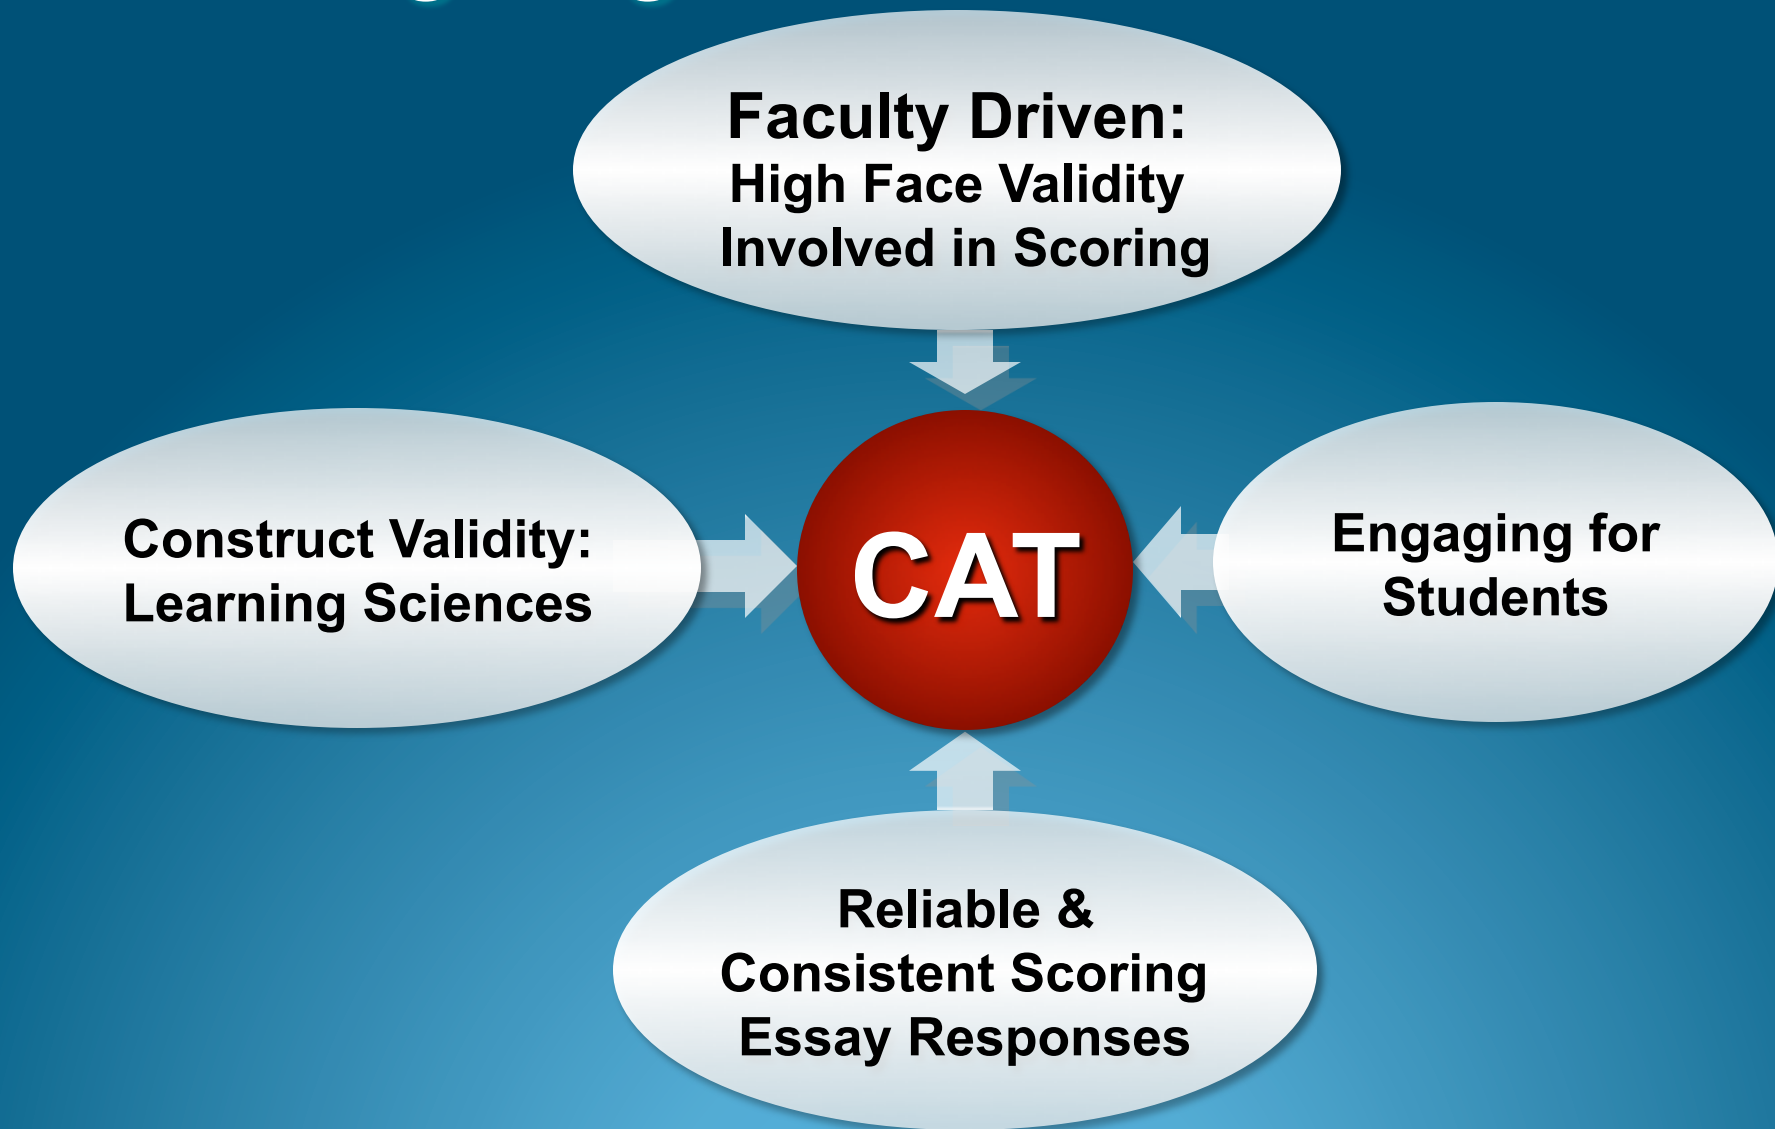 Faculty Driven:
High Face Validity
Involved in Scoring
Construct Validity:
Learning Sciences
CAT
Engaging for
Students
Reliable &
Consistent Scoring
Essay Responses